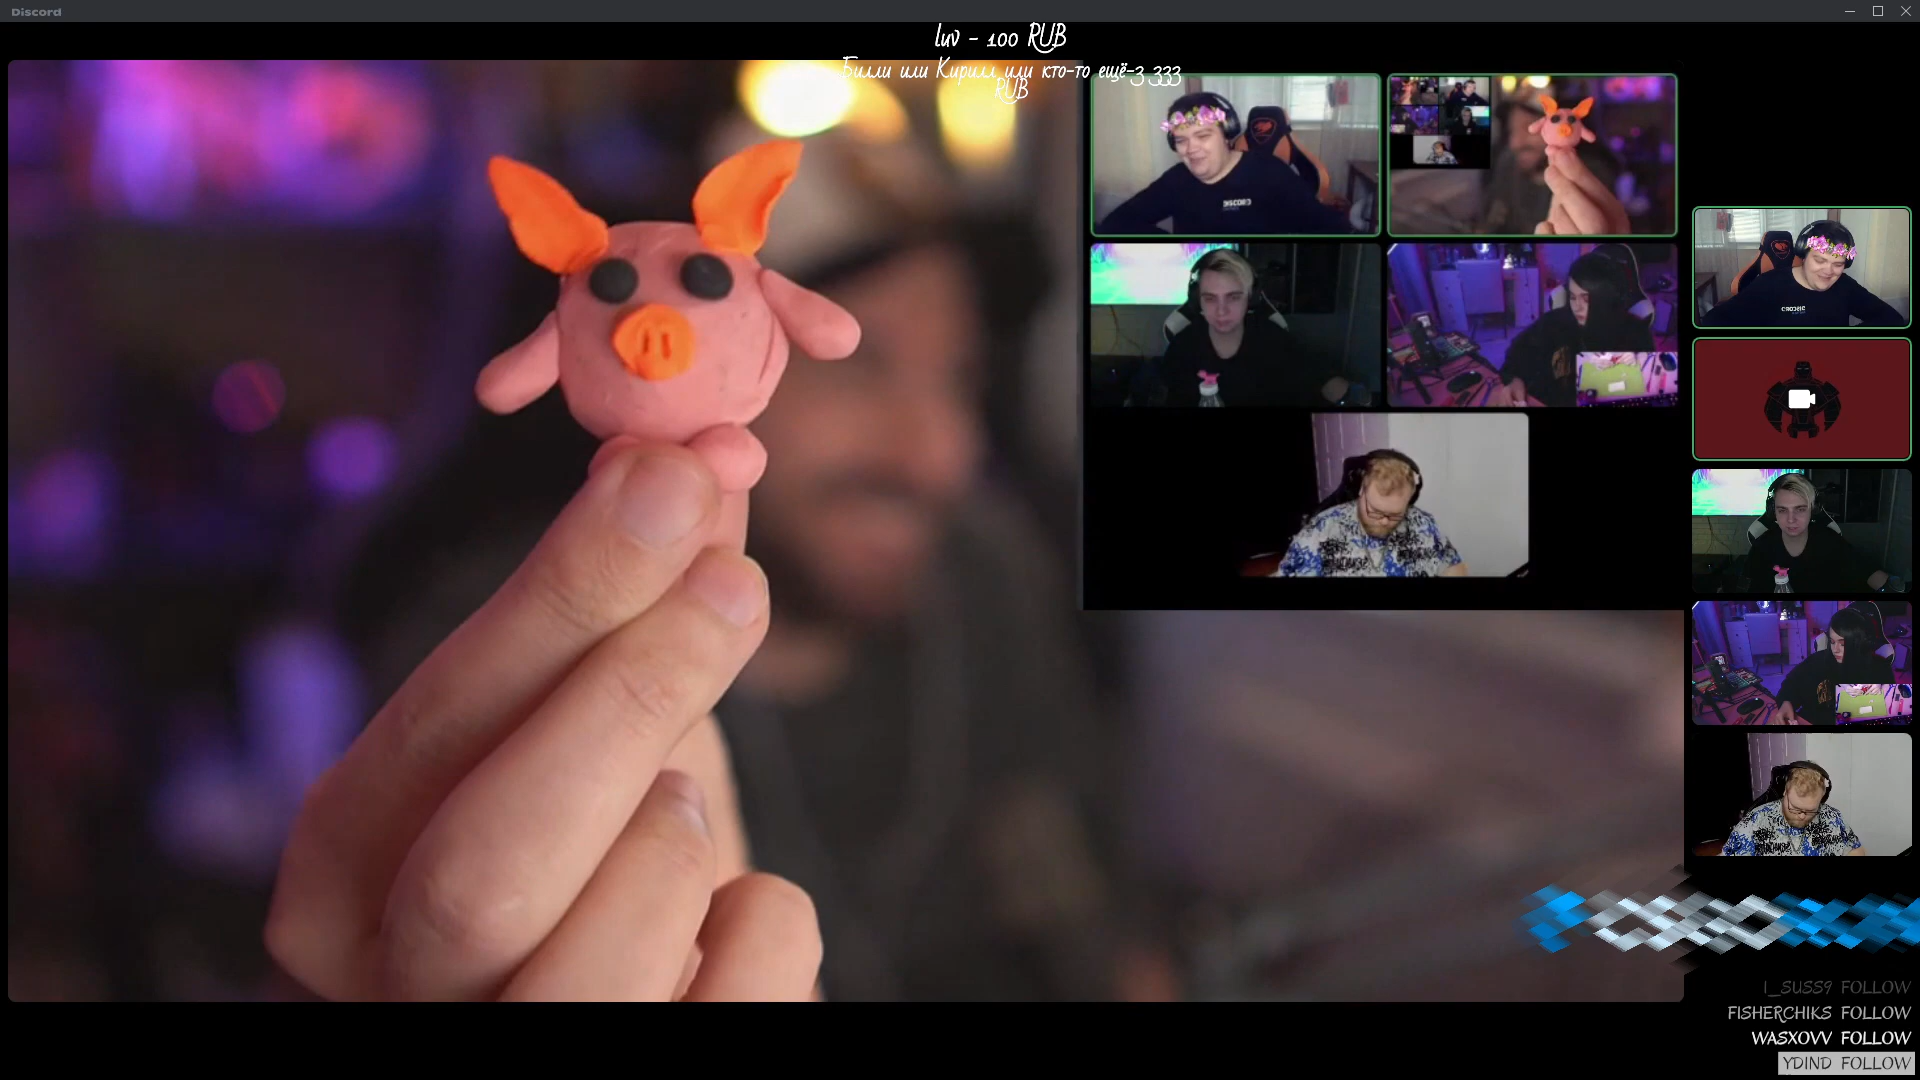 Discord
luv - 100 RUB
Билли или Кирилл или кто-то ещё-3 333
RUB
I_SUSS9 FOLLOW
FISHERCHIKS FOLLOW
WASXOVV FOLLOW
YDIND FOLLOW